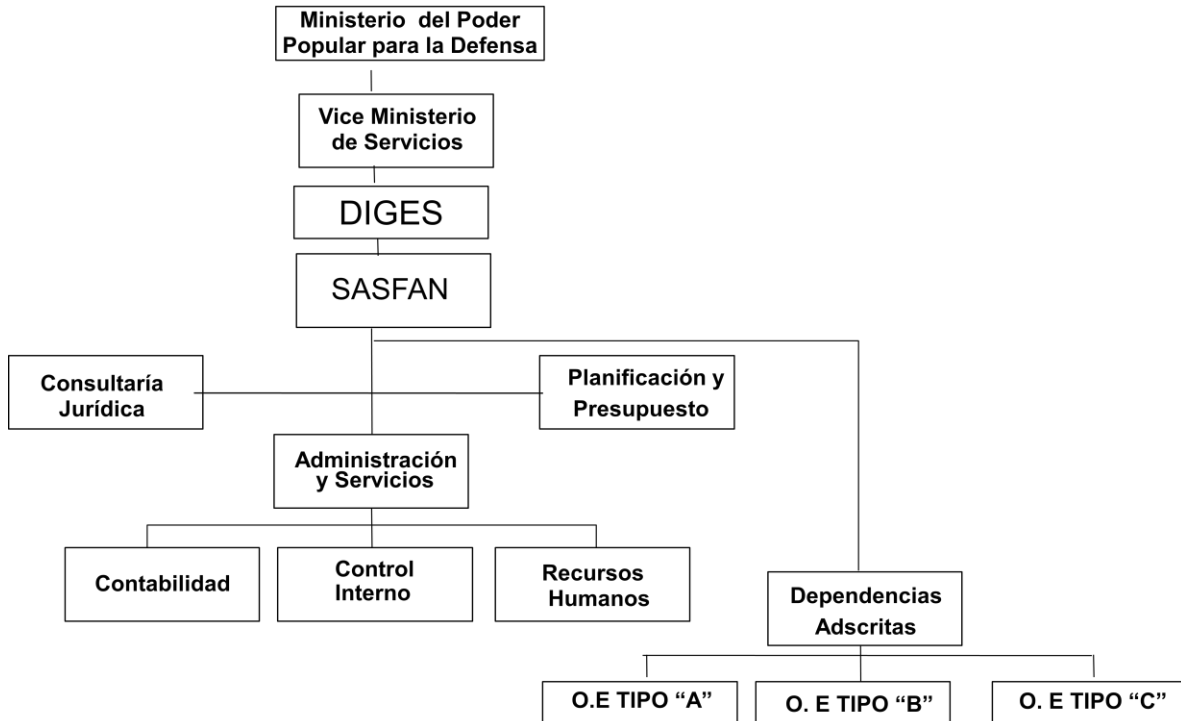 Ministerio del Poder
Popular para la Defensa
Vice Ministerio
de Servicios
DIGES
SASFAN
Consultaría
Jurídica
Planificación y
Presupuesto
Administración
y Servicios
Contabilidad
Control
Interno
Recursos
Humanos
Dependencias
Adscritas
O.E TIPO “A”
O. E TIPO “B”
O. E TIPO “C”